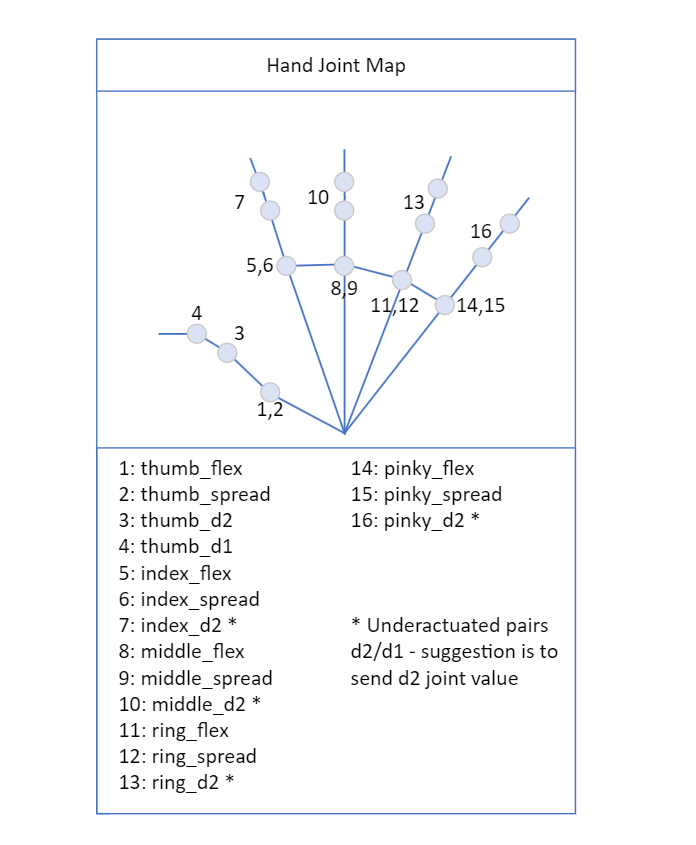 Hand Joint Map
7
10
13
16
5,6
8,9
11,12
14,15
4
3
1,2
1: thumb_flex
2: thumb_spread
3: thumb_d2
4: thumb_d1
5: index_flex
6: index_spread
7: index_d2 *
8: middle_flex
9: middle_spread
10: middle_d2 *
11: ring_flex
12: ring_spread
13: ring_d2 *
14: pinky_flex
15: pinky_spread
16: pinky_d2 *
* Underactuated pairs
d2/d1 - suggestion is to
send d2 joint value